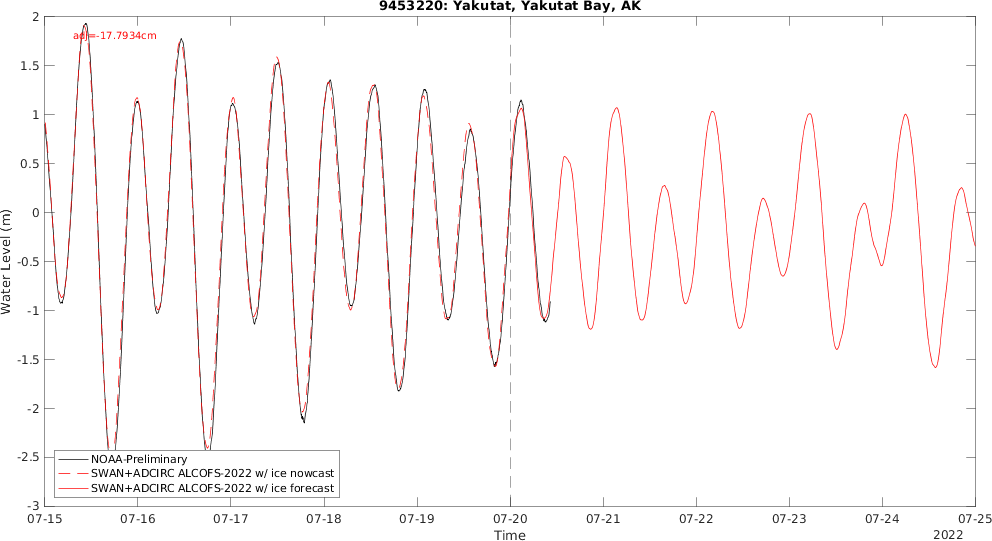 9453220: Yakutat, Yakutat Bay, AK
adj=-17.7934cm
Water Level (m)
2
1.5
1
0.5
0
-0.5
-1
-1.5
-2
-2.5
-3
NOAA-Preliminary
SWAN+ADCIRC ALCOFS-2022 w/ ice nowcast
SWAN+ADCIRC ALCOFS-2022 w/ ice forecast
07-15 07-16 07-17 07-18 07-19 07-20 07-21 07-22 07-23 07-24 07-25
Time
2022